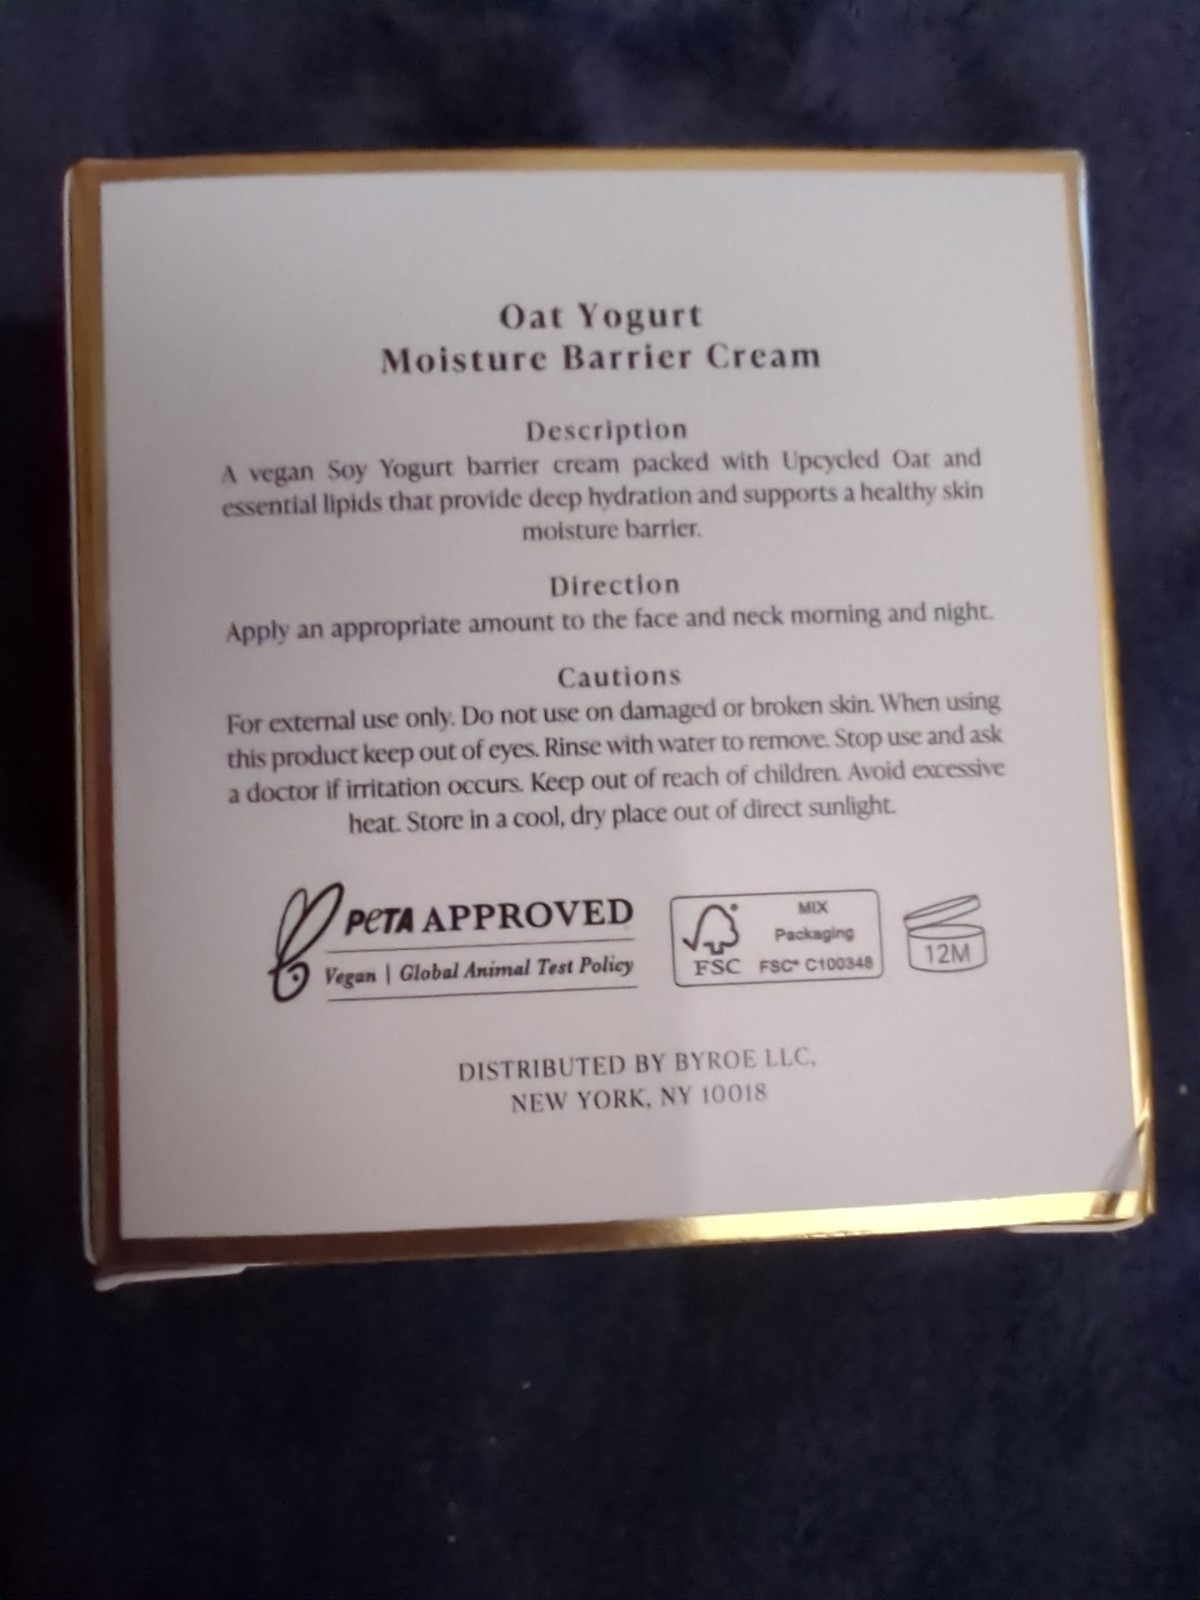 Oat Yogurt
Moisture Barrier Cream
Description
A vegan Soy Yogurt barrier cream packed with Upcycled Oat and
essential lipids that provide deep hydration and supports a healthy skin
moisture barrier.
Direction
Apply an appropriate amount to the face and neck morning and night.
Cautions
For external use only. Do not use on damaged or broken skin. When using
this product keep out of eyes. Rinse with water to remove. Stop use and ask
a doctor if irritation occurs. Keep out of reach of children. Avoid excessive
heat. Store in a cool, dry place out of direct sunlight.
PETA APPROVED
Vegan | Global Animal Test Policy
MIX
Packaging
FSC FSC® C100348
12M
DISTRIBUTED BY BYROE LLC,
NEW YORK, NY 10018